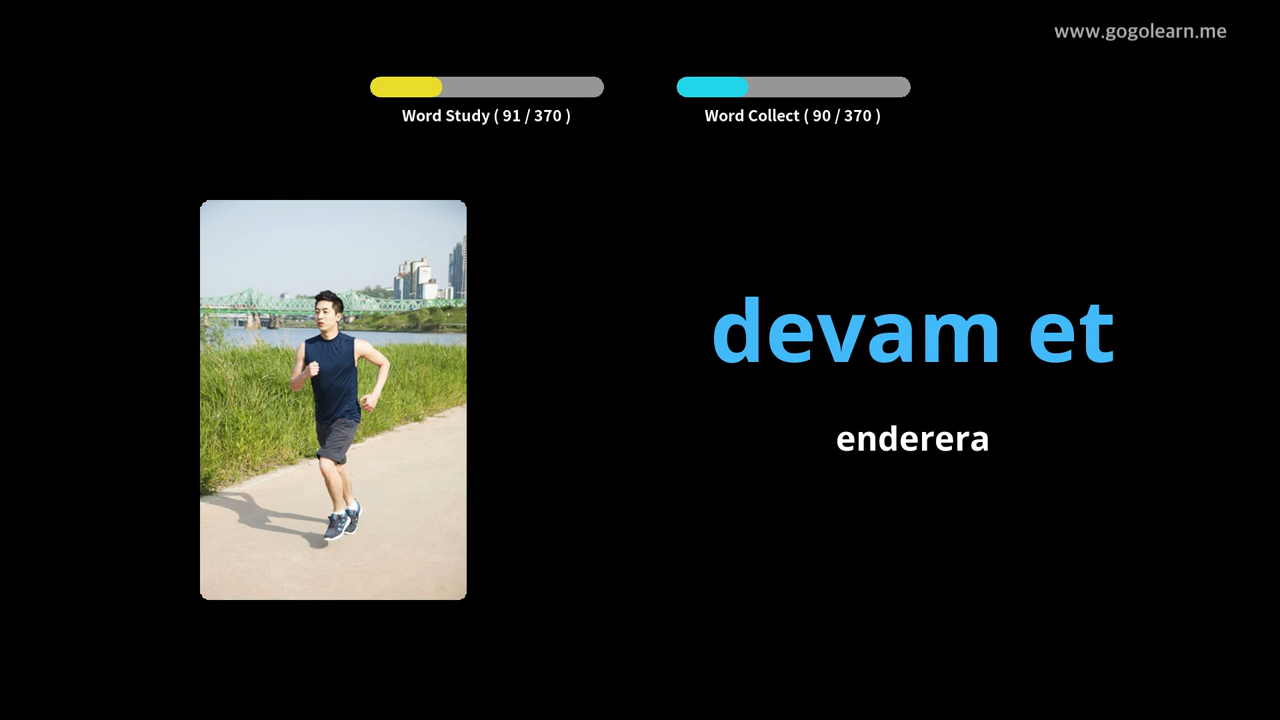 www.gogolearn.me
Word Study ( 91 / 370 )
Word Collect ( 90 / 370 )
devam et
enderera